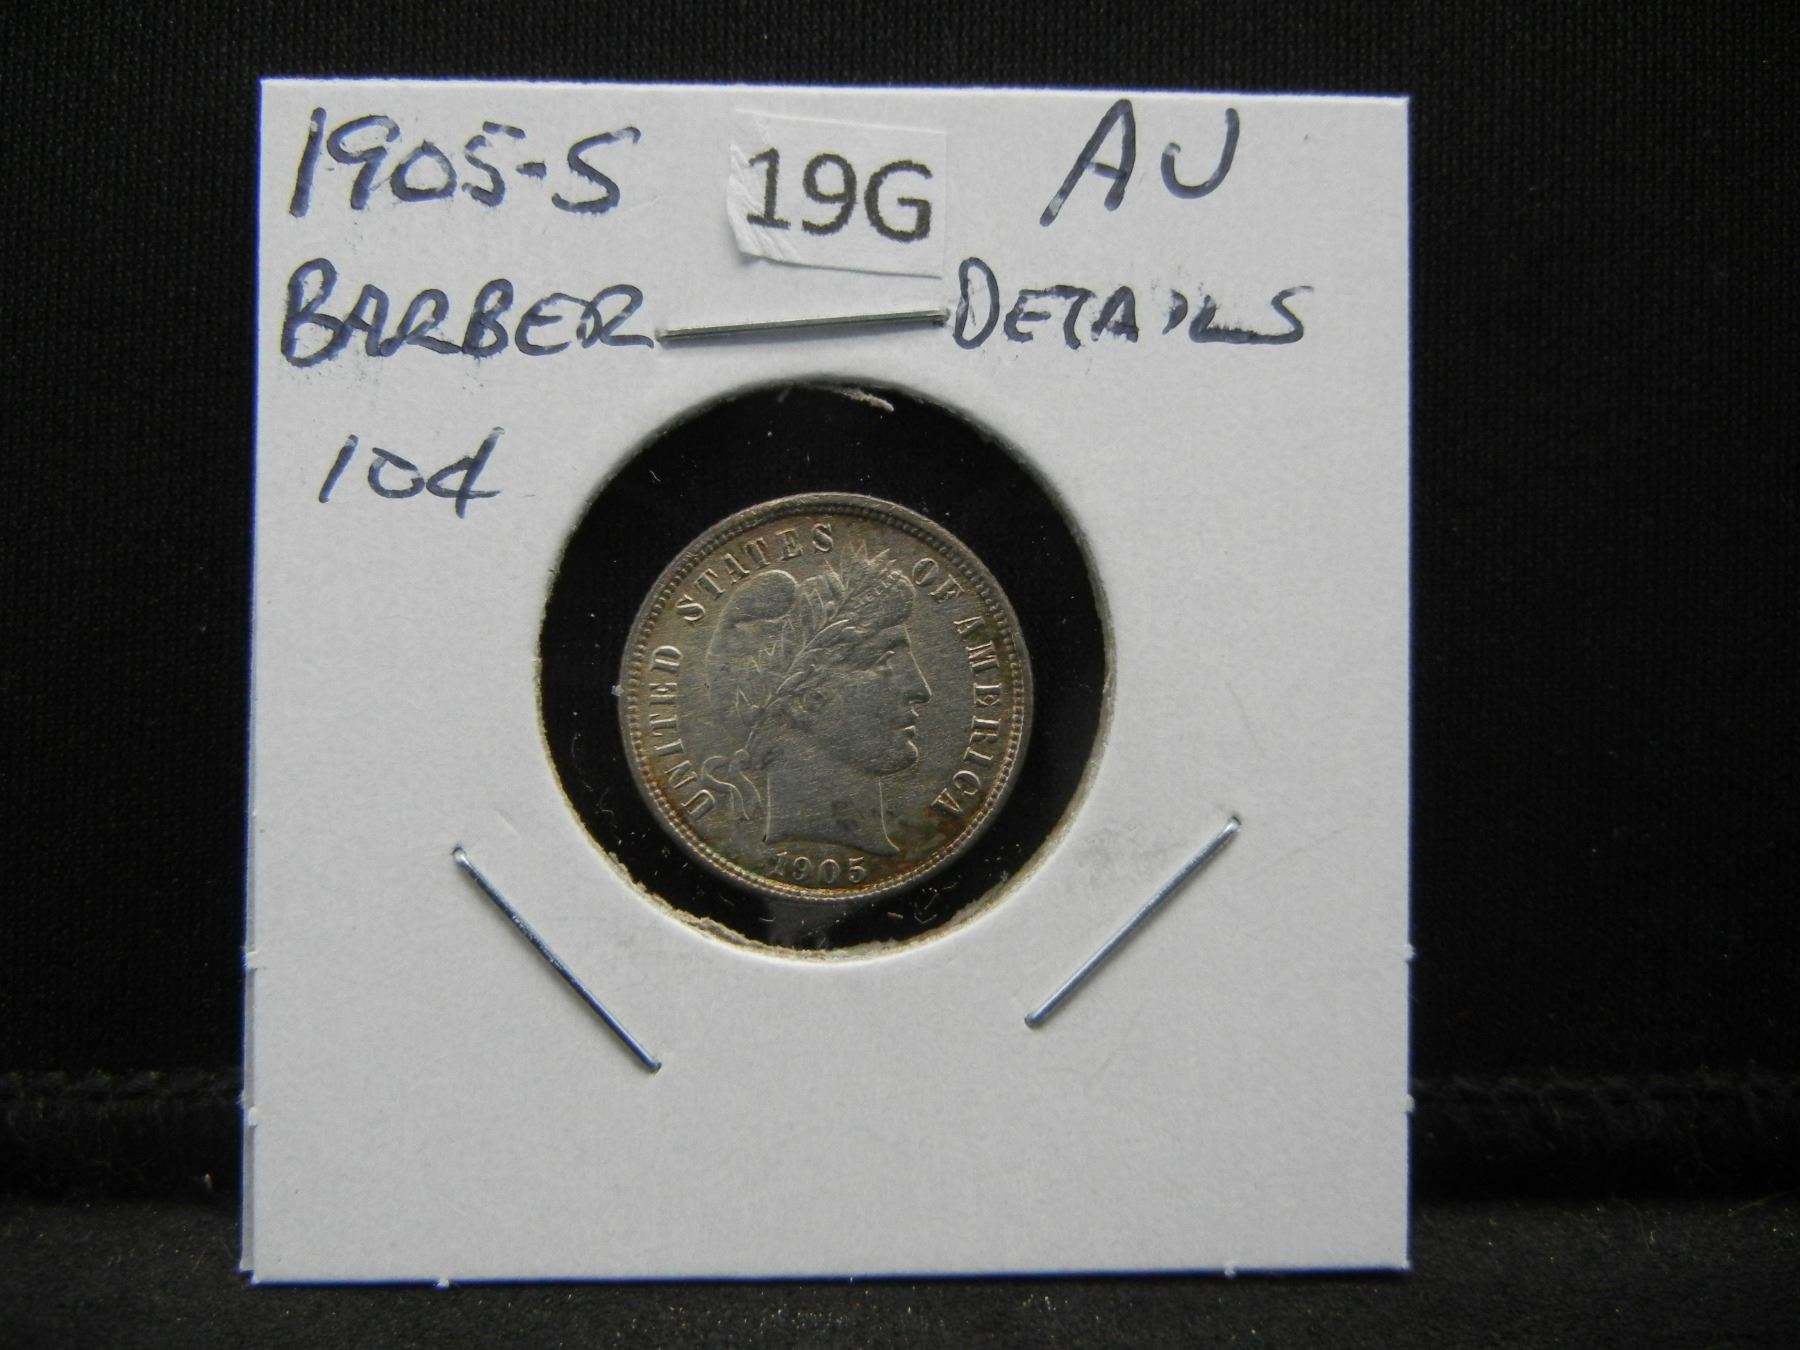 1905-S 19G AU
BARBER DETAILS
10¢
UNITED STATES OF AMERICA
1905